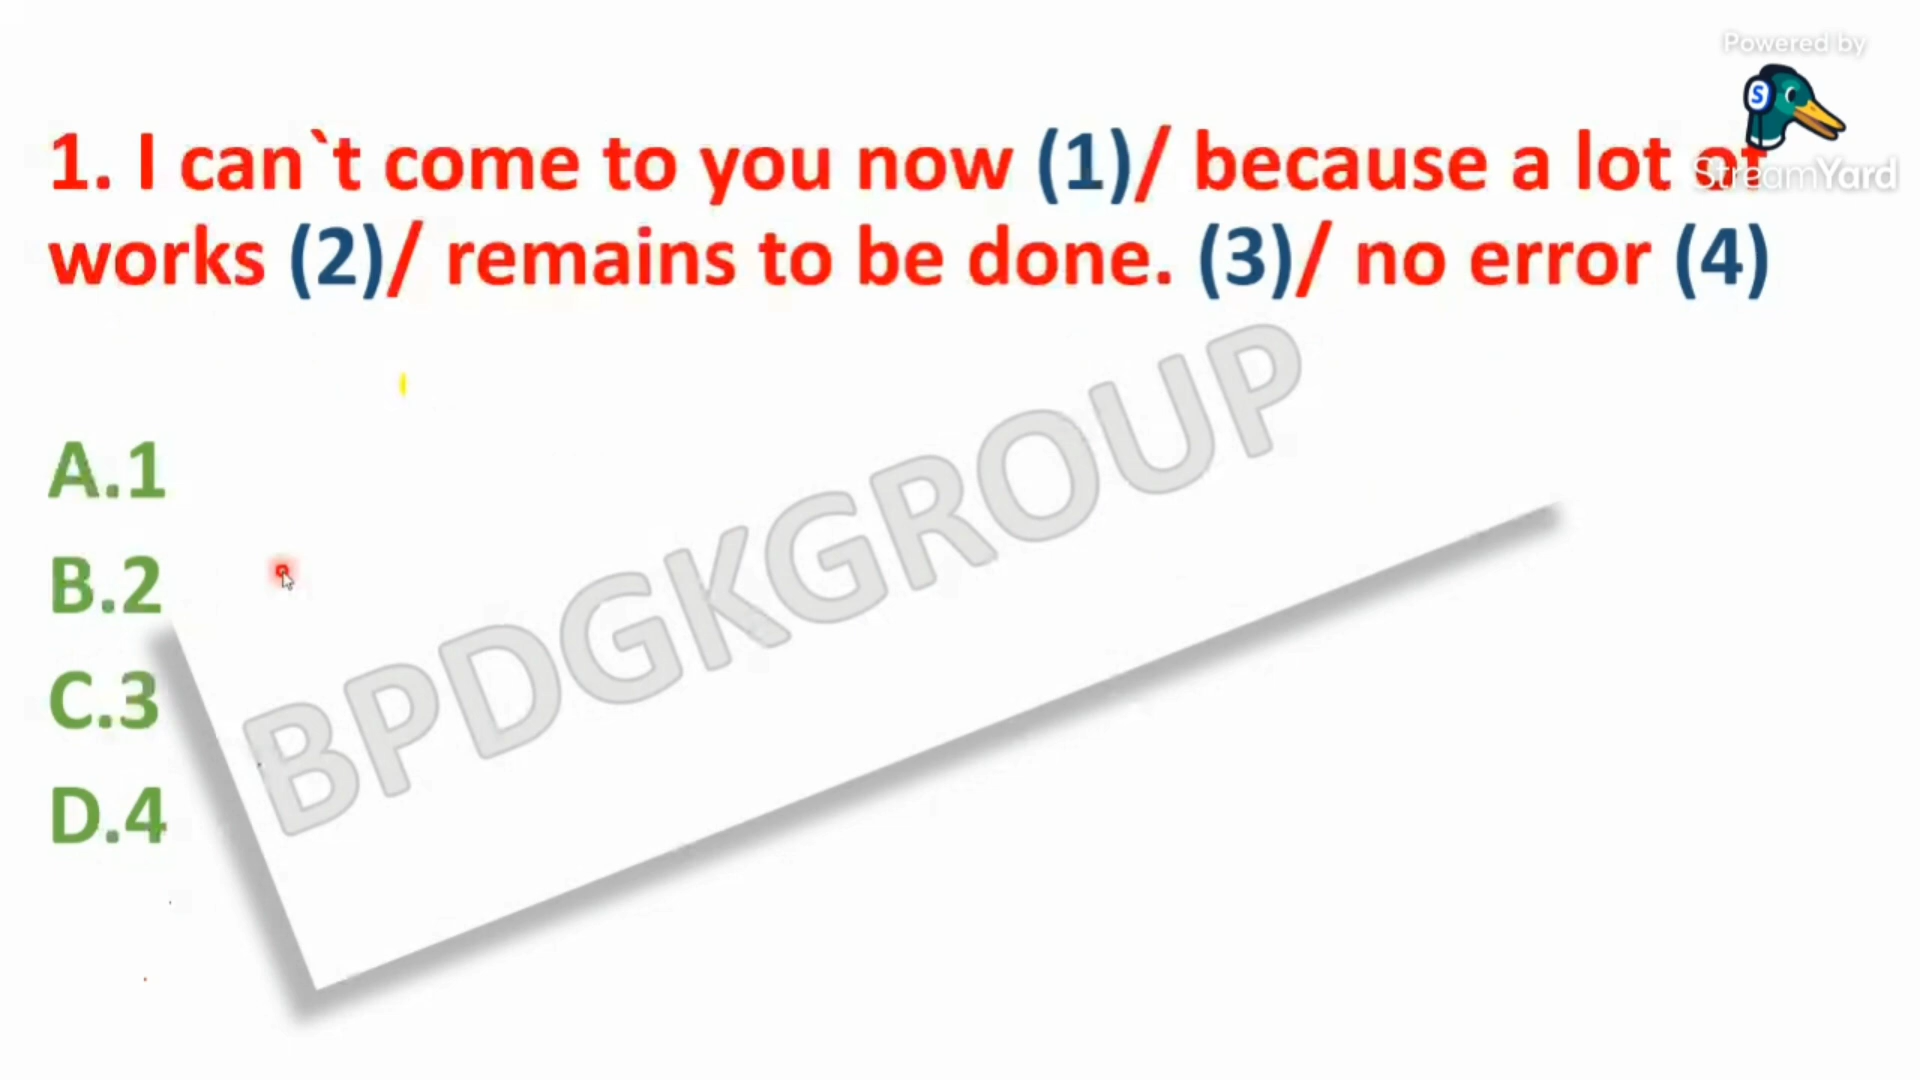 Powered by
1. I can`t come to you now (1)/ because a lot of
StreamYard
works (2)/ remains to be done. (3)/ no error (4)
A.1
B.2
C.3
D.4
BPDGKGROUP